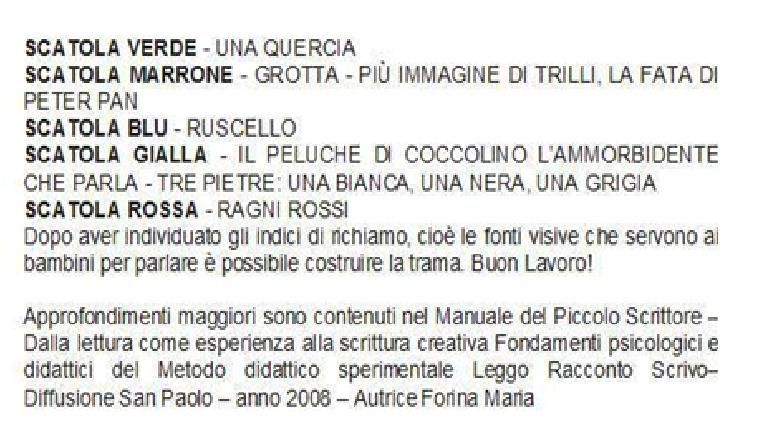 SCATOLA VERDE - UNA QUERCIA
SCATOLA MARRONE - GROTTA - PIÙ IMMAGINE DI TRILLI, LA FATA DI
PETER PAN
SCATOLA BLU - RUSCELLO
SCATOLA GIALLA - IL PELUCHE DI COCCOLINO L'AMMORBIDENTE
CHE PARLA - TRE PIETRE: UNA BIANCA, UNA NERA, UNA GRIGIA
SCATOLA ROSSA - RAGNI ROSSI
Dopo aver individuato gli indici di richiamo, cioè le fonti visive che servono ai
bambini per parlare è possibile costruire la trama. Buon Lavoro!
Approfondimenti maggiori sono contenuti nel Manuale del Piccolo Scrittore –
Dalla lettura come esperienza alla scrittura creativa Fondamenti psicologici e
didattici del Metodo didattico sperimentale Leggo Racconto Scrivo–
Diffusione San Paolo – anno 2008 – Autrice Forina Maria